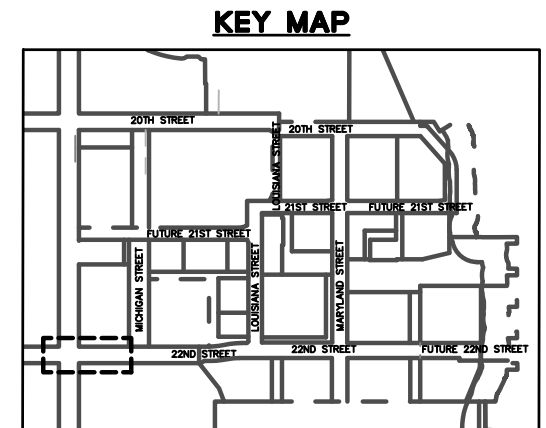 KEY MAP
20TH STREET
20TH STREET
LOUISIANA STREET
21ST STREET
FUTURE 21ST STREET
FUTURE 21ST STREET
MICHIGAN STREET
LOUISIANA STREET
MARYLAND STREET
22ND STREET
22ND STREET
FUTURE 22ND STREET